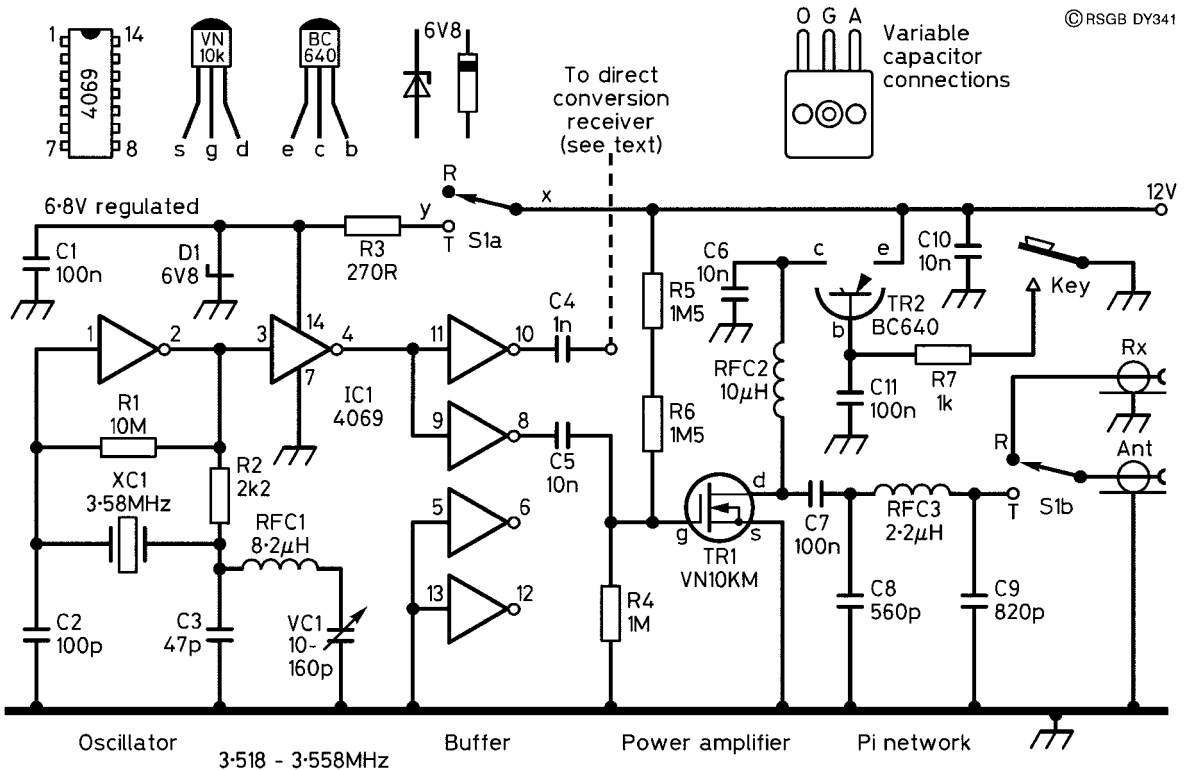 1 14
4069
7 8
VN
10k
s g d
BC
640
e c b
6V8
To direct
conversion
receiver
(see text)
O G A
Variable
capacitor
connections
© RSGB DY341
R
x
12V
6·8V regulated
y
T
S1a
C1
100n
D1
6V8
R3
270R
C6
10n
c
e
C10
10n
R5
1M5
TR2
BC640
b
Key
1
2
3
14
4
7
IC1
4069
11
10
C4
1n
RFC2
10µH
C11
100n
R7
1k
Rx
R1
10M
9
8
C5
10n
R6
1M5
R
Ant
XC1
3·58MHz
R2
2k2
RFC1
8·2µH
5
6
d
g
s
TR1
VN10KM
C7
100n
RFC3
2·2µH
T
S1b
C2
100p
C3
47p
VC1
10-
160p
13
12
R4
1M
C8
560p
C9
820p
Oscillator
Buffer
Power amplifier
Pi network
3·518 - 3·558MHz